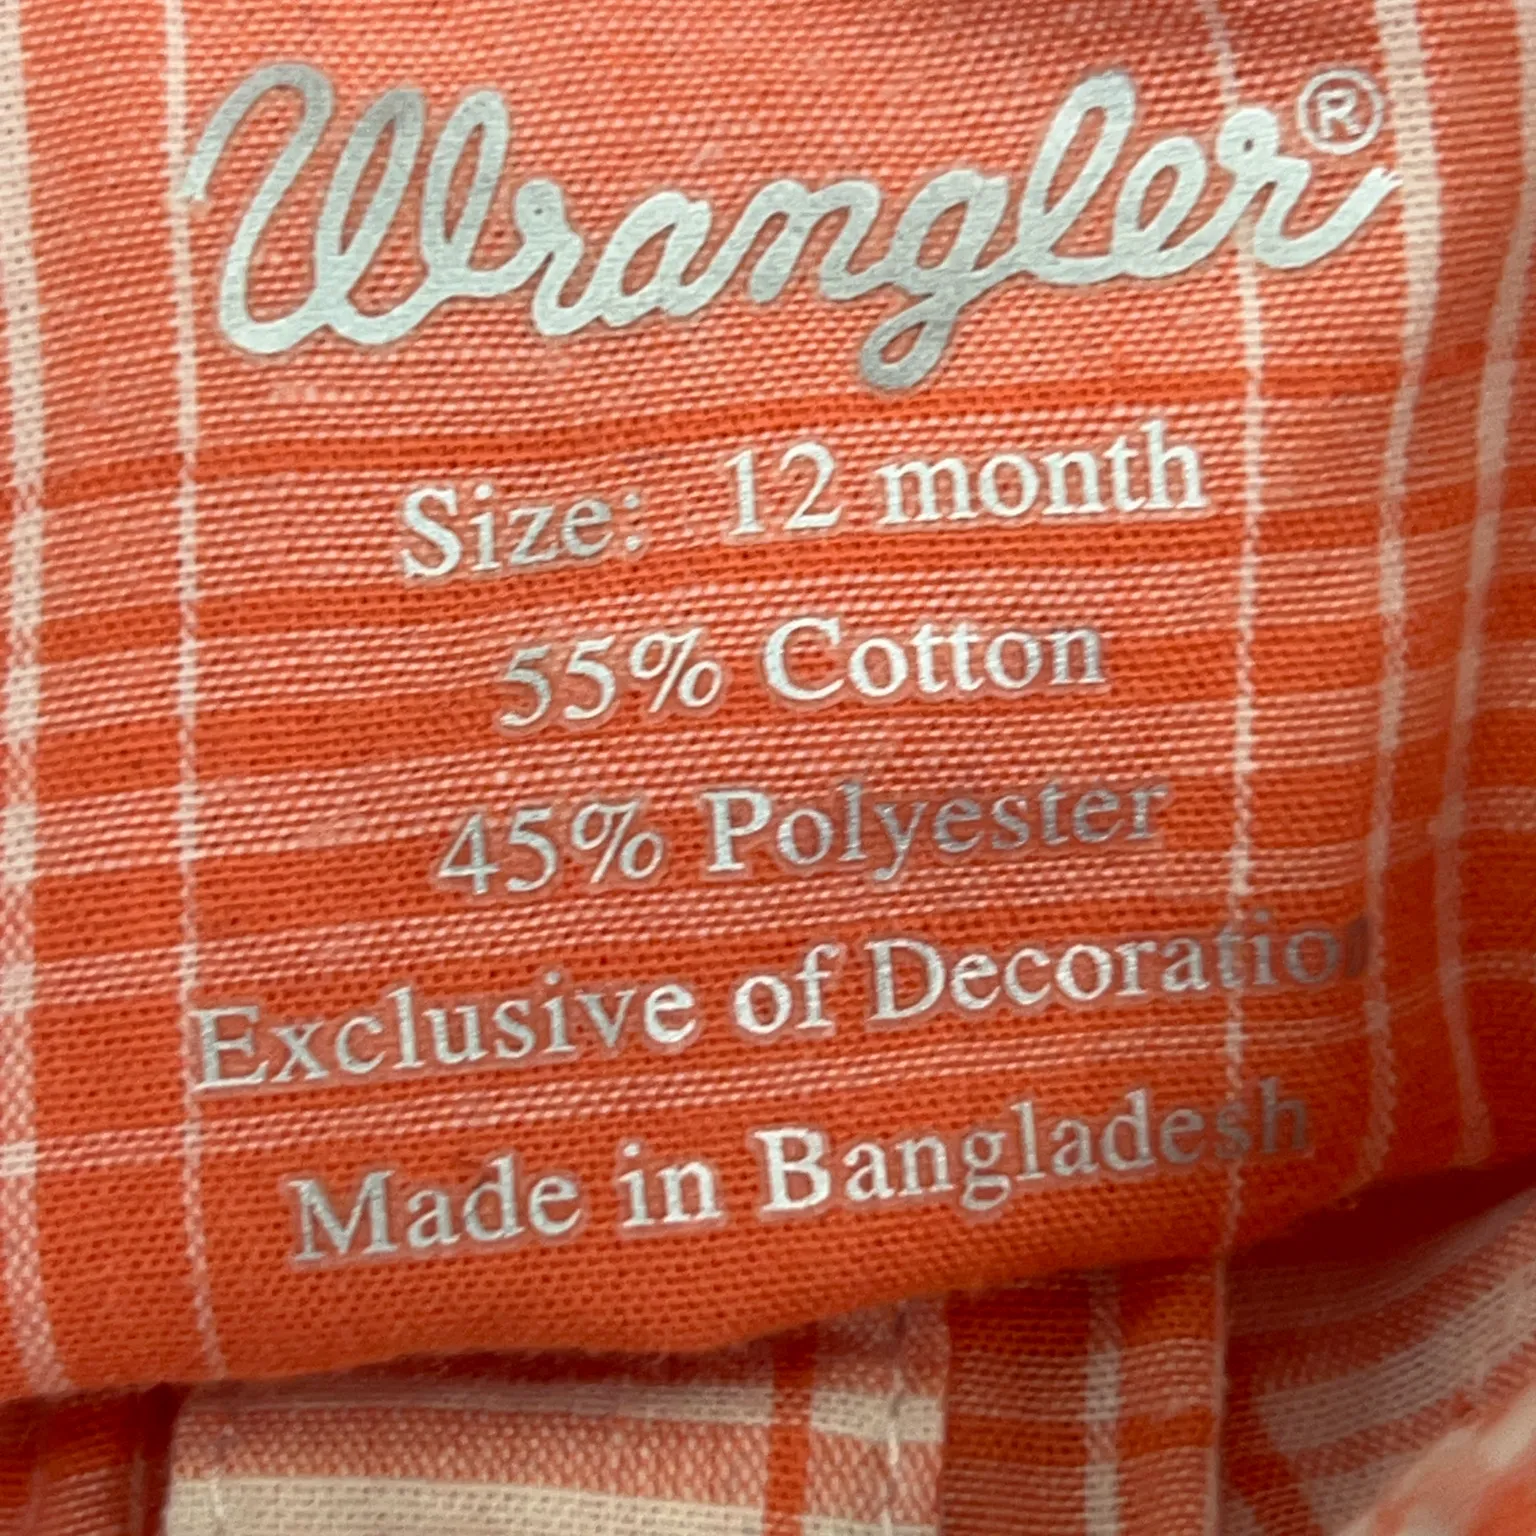 Wrangler®
Size: 12 month
55% Cotton
45% Polyester
Exclusive of Decoration
Made in Bangladesh